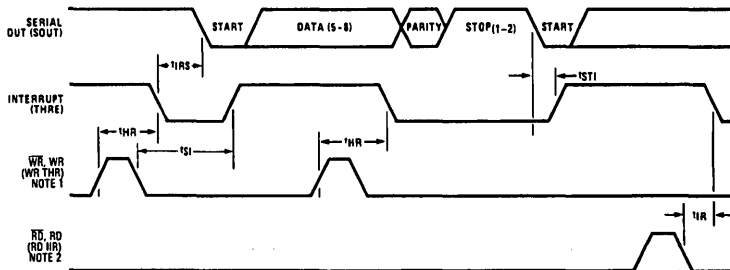 SERIAL
OUT (SOUT)
START
DATA (5-8)
PARITY
STOP(1-2)
START
tIRS
tSTI
INTERRUPT
(THRE)
tHR
tSI
tHR
WR, WR
(WR THR)
NOTE 1
tIR
RD, RD
(RD IIR)
NOTE 2